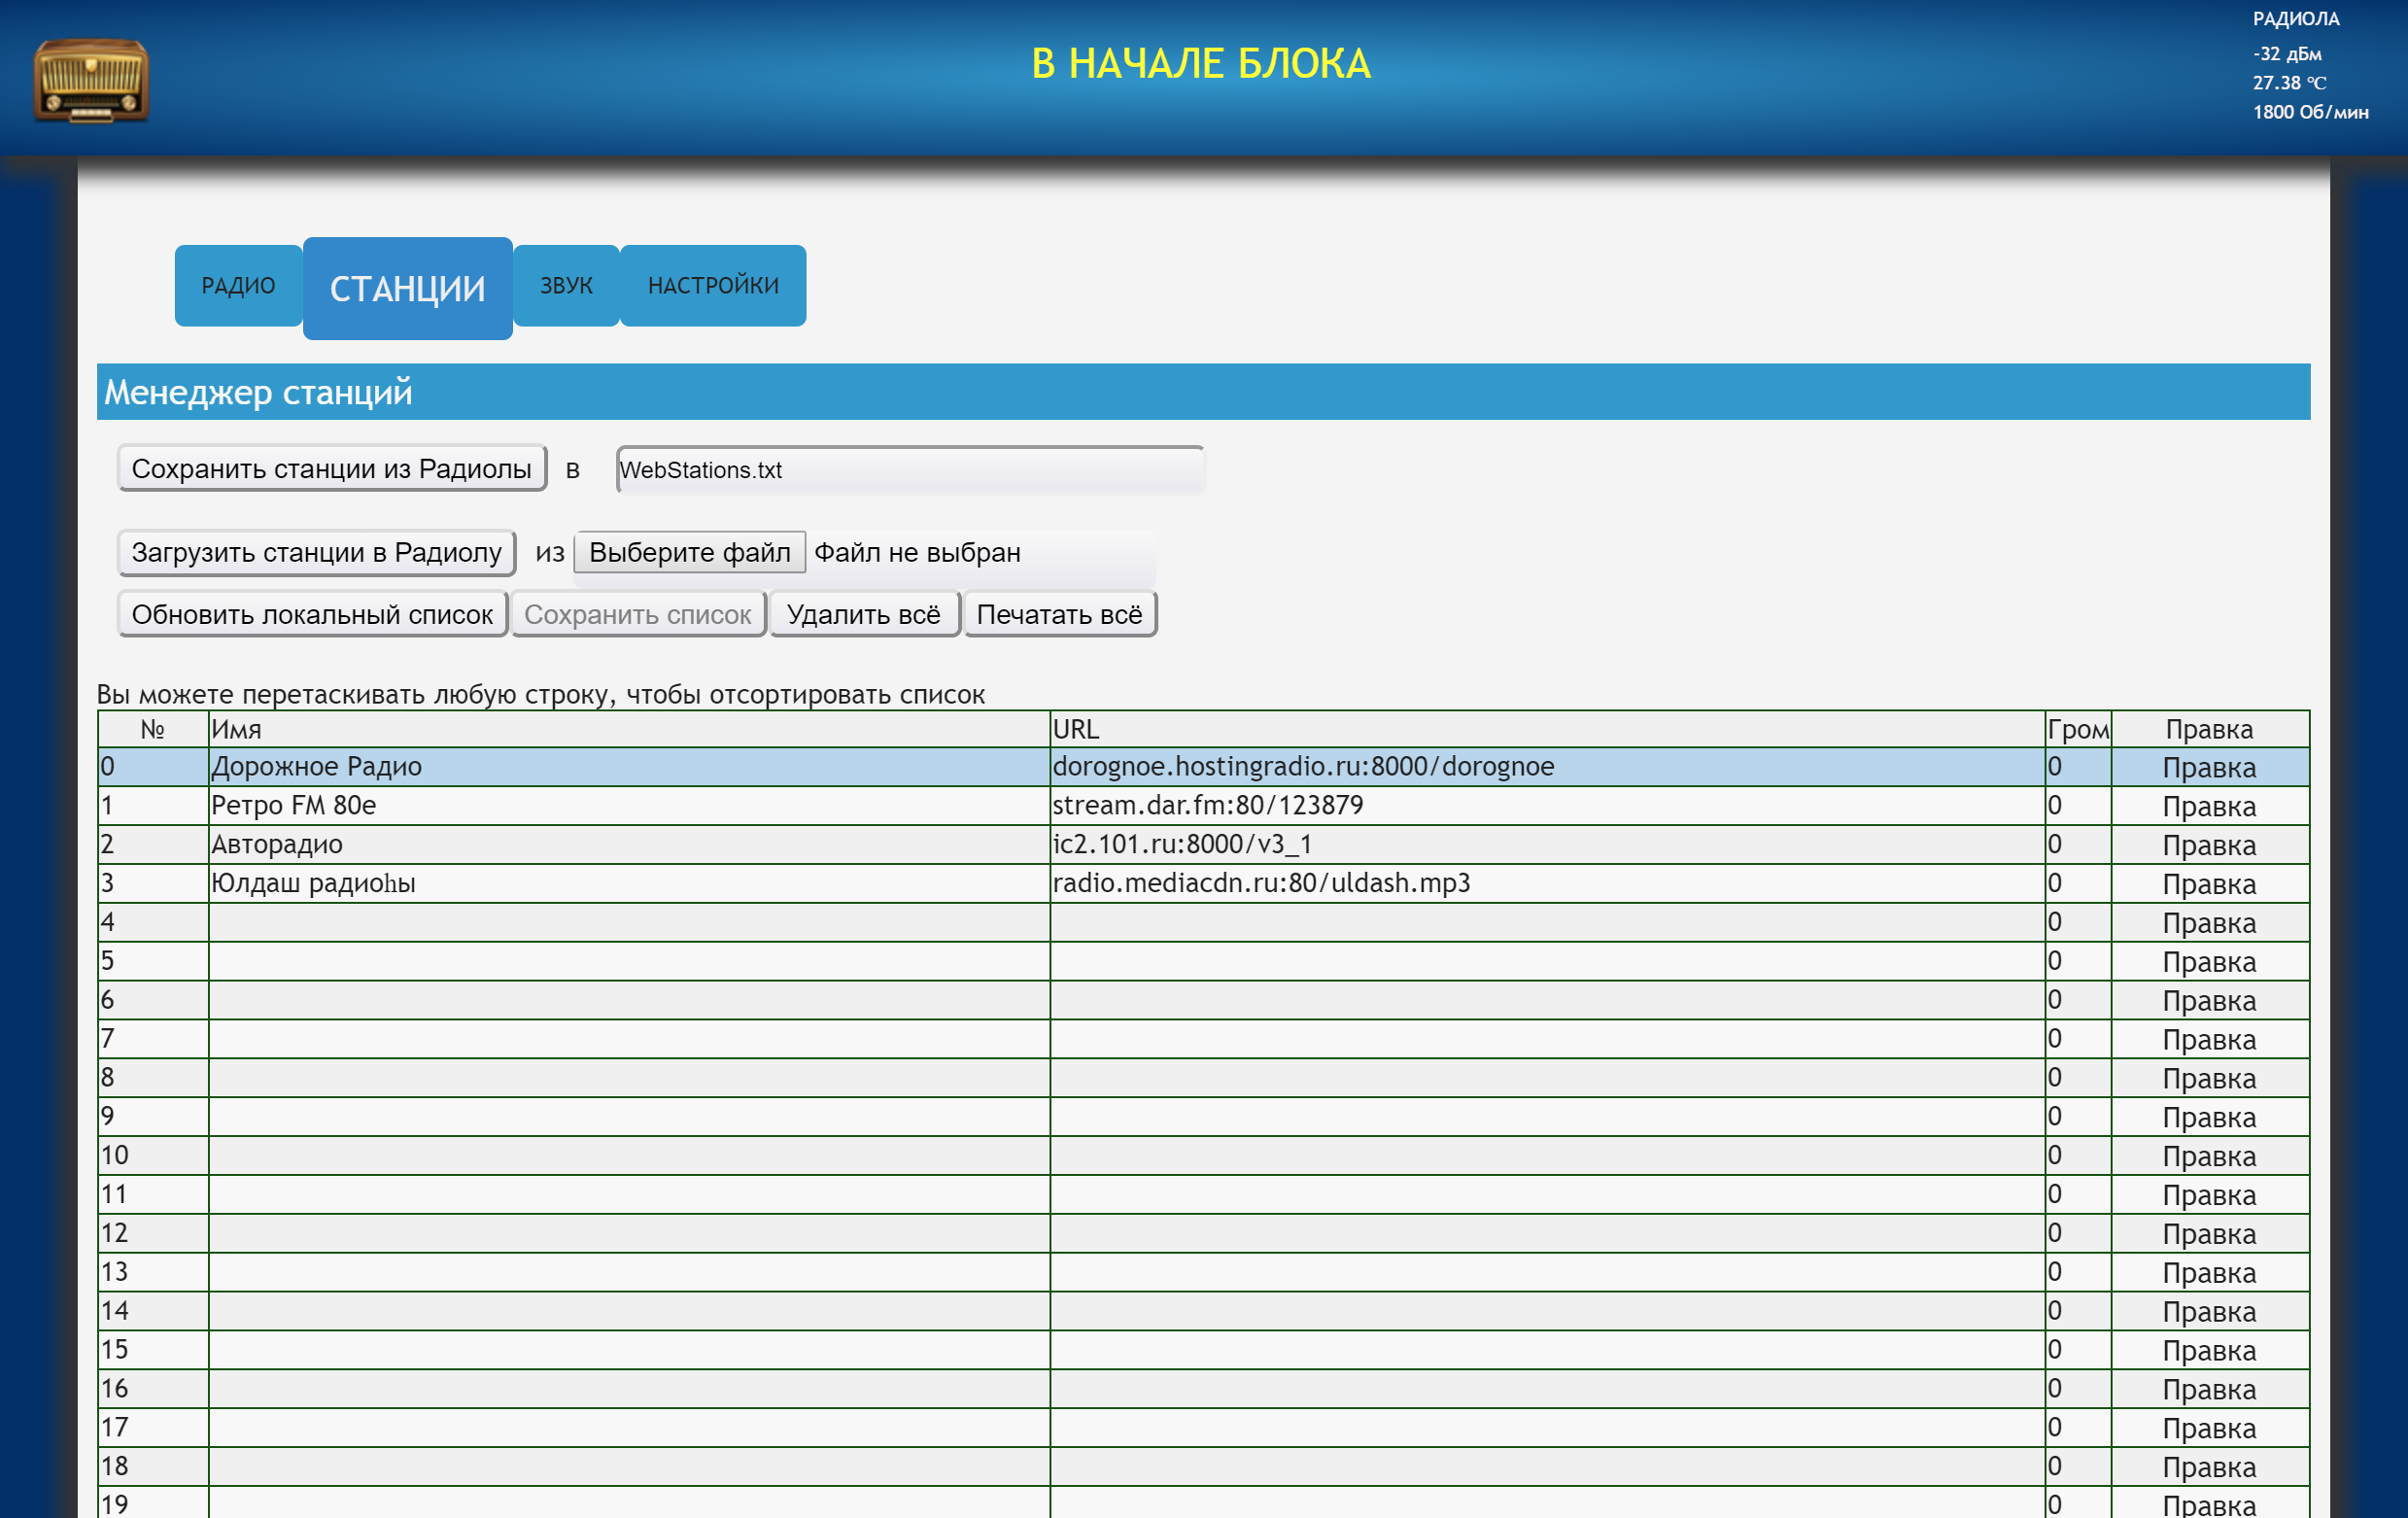 В НАЧАЛЕ БЛОКА
РАДИОЛА
-32 дБм
27.38 °C
1800 Об/мин
РАДИО СТАНЦИИ ЗВУК НАСТРОЙКИ
Менеджер станций
Сохранить станции из Радиолы в WebStations.txt
Загрузить станции в Радиолу из Выберите файл Файл не выбран
Обновить локальный список Сохранить список Удалить всё Печатать всё
Вы можете перетаскивать любую строку, чтобы отсортировать список
№ Имя URL Гром Правка
0 Дорожное Радио dorognoe.hostingradio.ru:8000/dorognoe 0 Правка
1 Ретро FM 80е stream.dar.fm:80/123879 0 Правка
2 Авторадио ic2.101.ru:8000/v3_1 0 Правка
3 Юлдаш радиоһы radio.mediacdn.ru:80/uldash.mp3 0 Правка
4 0 Правка
5 0 Правка
6 0 Правка
7 0 Правка
8 0 Правка
9 0 Правка
10 0 Правка
11 0 Правка
12 0 Правка
13 0 Правка
14 0 Правка
15 0 Правка
16 0 Правка
17 0 Правка
18 0 Правка
19 0 Правка